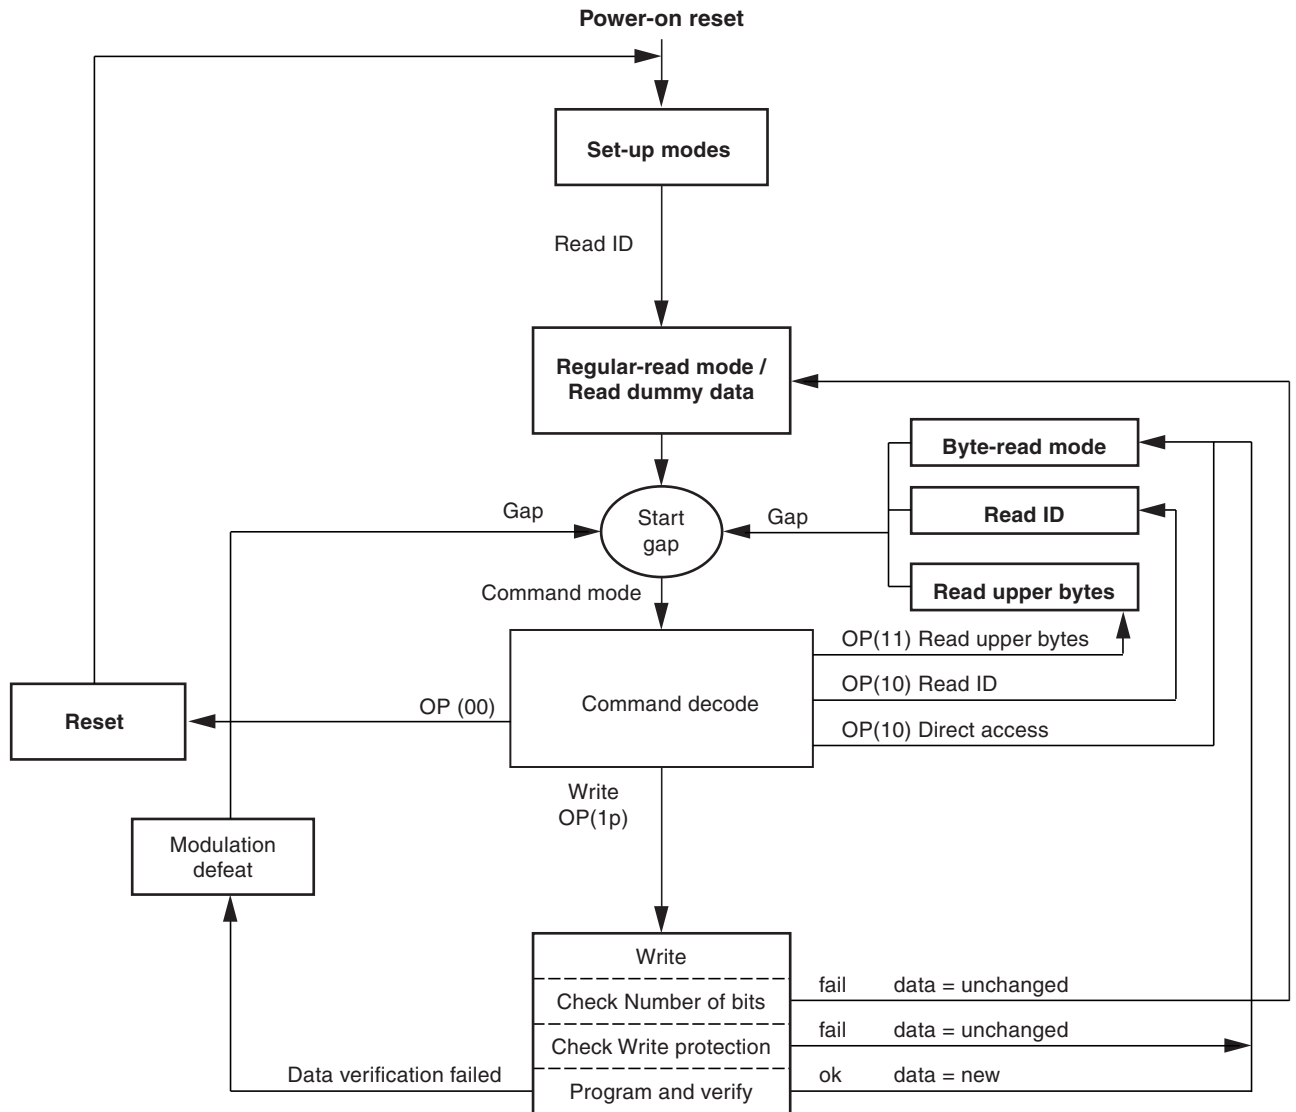 Power-on reset
Set-up modes
Read ID
Regular-read mode /
Read dummy data
Byte-read mode
Gap
Start
gap
Gap
Read ID
Command mode
Read upper bytes
OP(11) Read upper bytes
OP(10) Read ID
Command decode
OP (00)
Reset
OP(10) Direct access
Write
OP(1p)
Modulation
defeat
Write
Check Number of bits
fail data = unchanged
Check Write protection
fail data = unchanged
Data verification failed
Program and verify
ok data = new